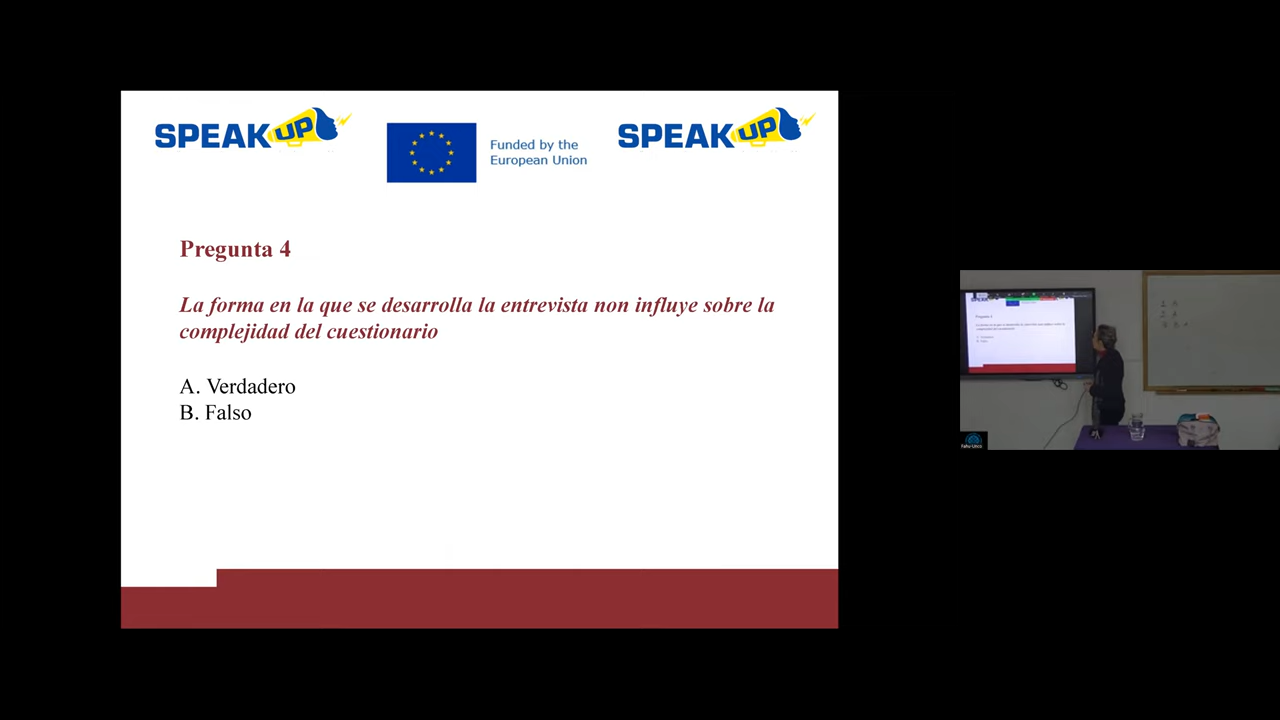 SPEAK UP
Funded by the
European Union
SPEAK UP
Pregunta 4
La forma en la que se desarrolla la entrevista non influye sobre la
complejidad del cuestionario
A. Verdadero
B. Falso